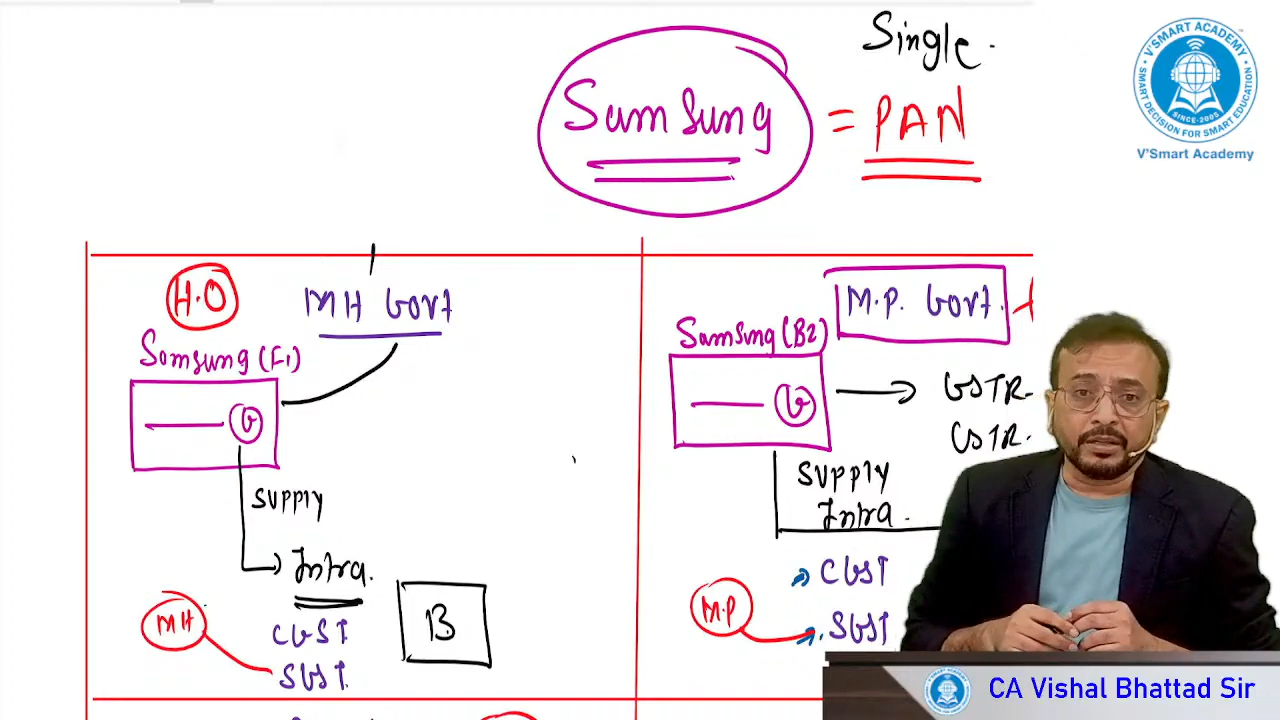 Single.
Samsung = PAN
V'SMART ACADEMY
SMART DECISION FOR SMART EDUCATION
SINCE-2005
V'Smart Academy
H.O
MH Govt
Samsung (F1)
G
SUPPLY
Intra.
MH
CGST
SGST
B
M.P. Govt.
Samsung (B2)
G
GSTR-
GSTR.
SUPPLY
Intra.
CGST
M.P
SGST
CA Vishal Bhattad Sir